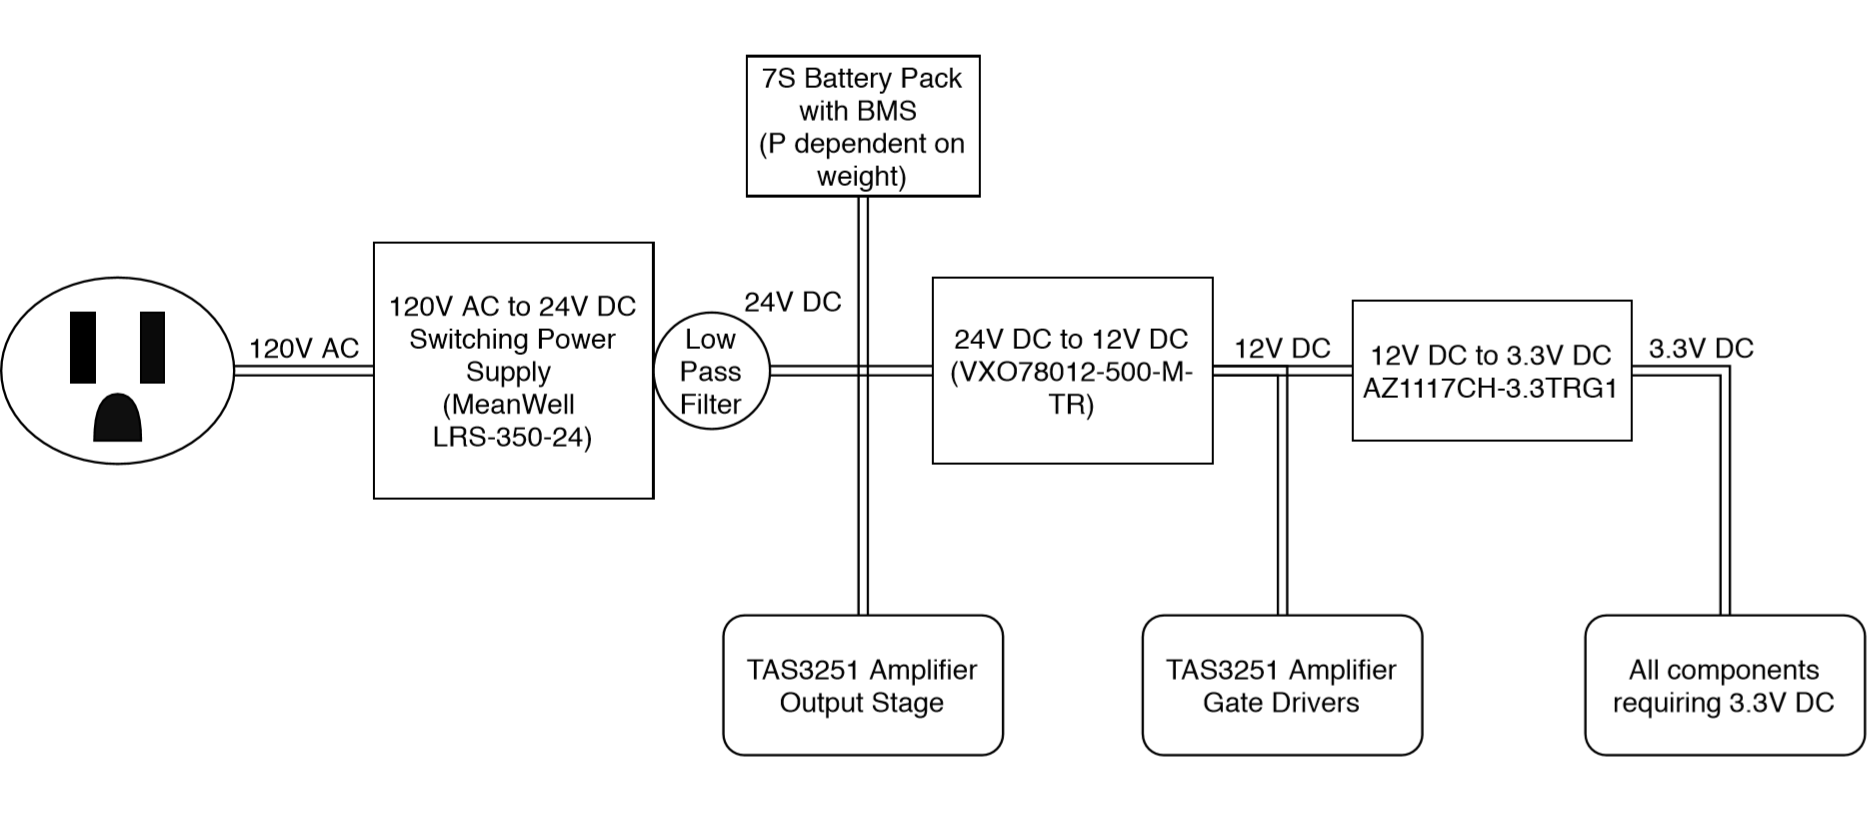 7S Battery Pack
with BMS
(P dependent on
weight)
120V AC
120V AC to 24V DC
Switching Power
Supply
(MeanWell
LRS-350-24)
Low
Pass
Filter
24V DC
24V DC to 12V DC
(VXO78012-500-M-
TR)
12V DC
12V DC to 3.3V DC
AZ1117CH-3.3TRG1
3.3V DC
TAS3251 Amplifier
Output Stage
TAS3251 Amplifier
Gate Drivers
All components
requiring 3.3V DC